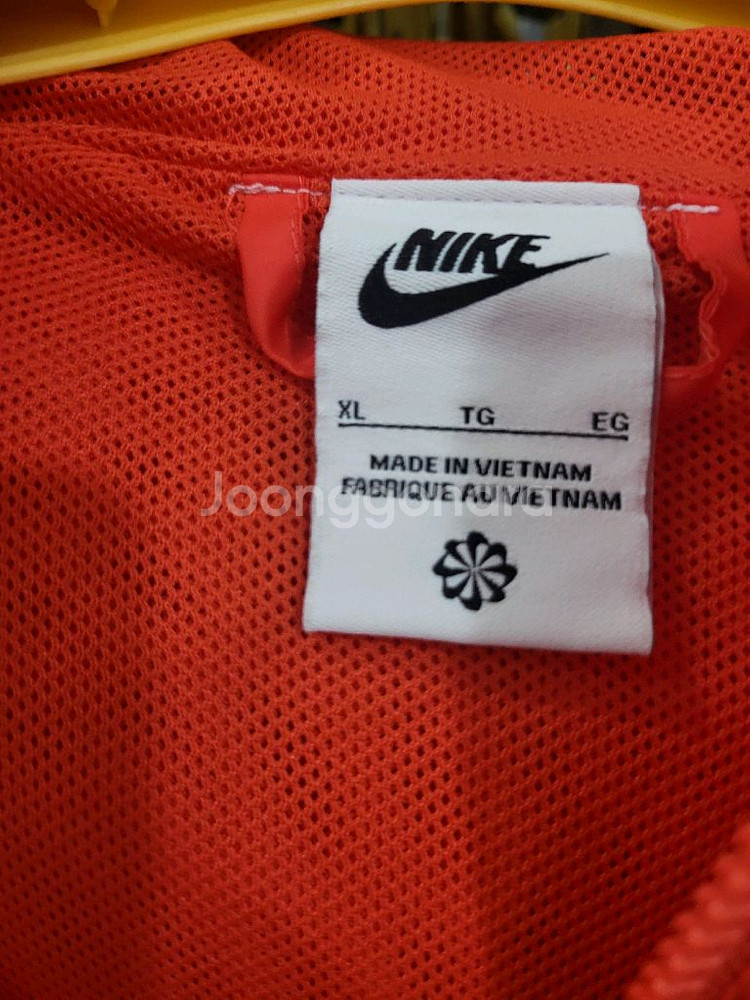 NIKE
XL TG EG
MADE IN VIETNAM
FABRIQUE AU VIETNAM
Joonggonara